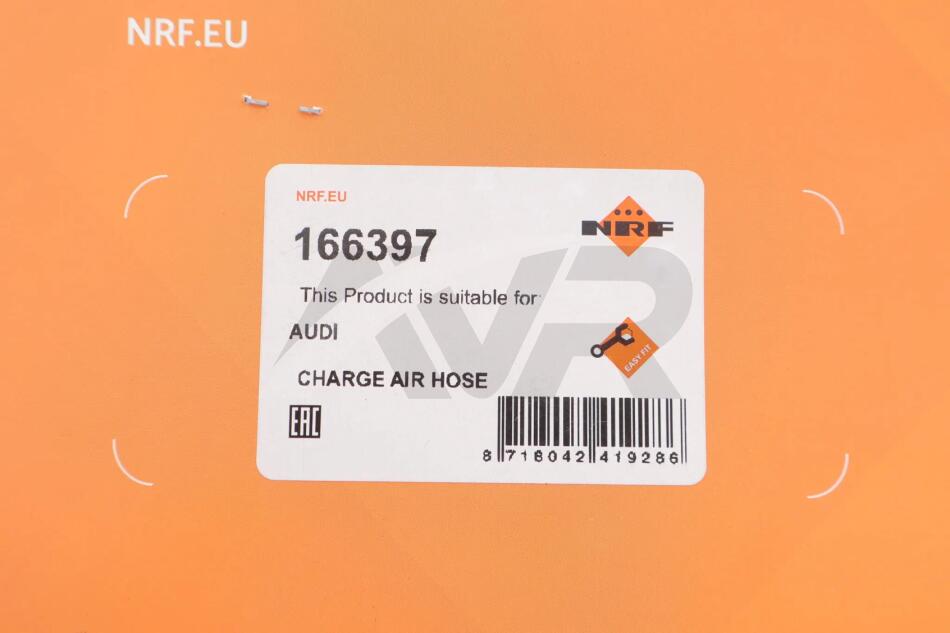 NRF.EU
NRF.EU
NRF
166397
This Product is suitable for:
AUDI
EASY FIT
CHARGE AIR HOSE
EAC
8 718042 419286
iVR